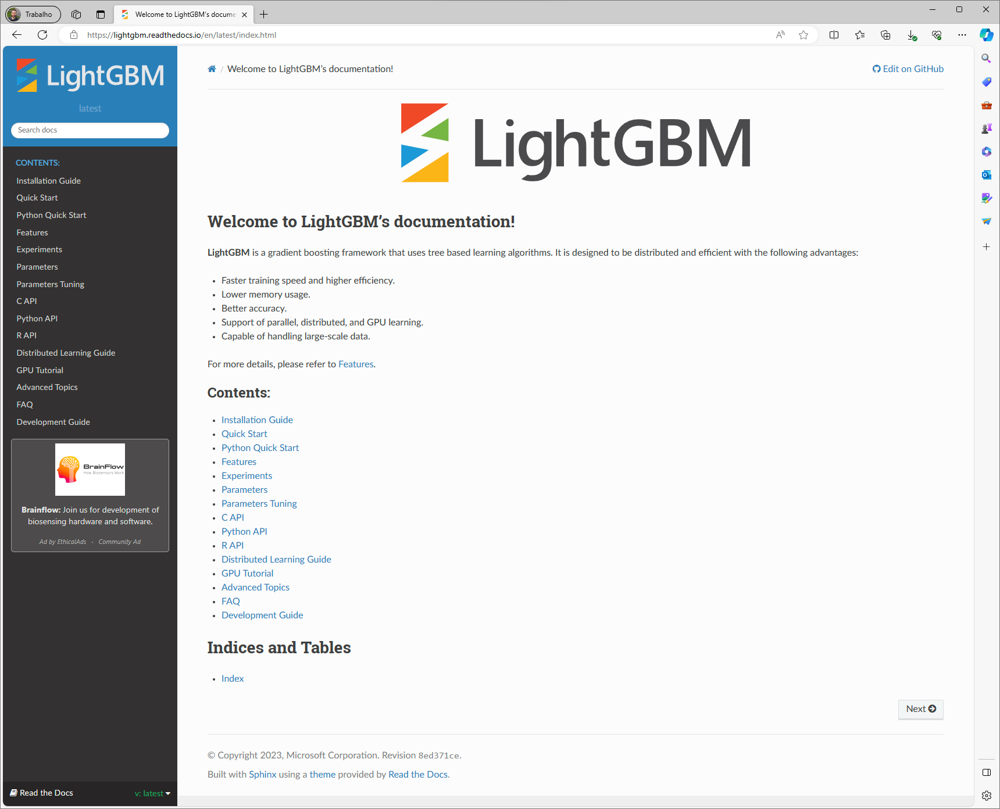 Trabalho
Welcome to LightGBM's docume
https://lightgbm.readthedocs.io/en/latest/index.html
LightGBM
latest
Search docs
CONTENTS:
Installation Guide
Quick Start
Python Quick Start
Features
Experiments
Parameters
Parameters Tuning
C API
Python API
R API
Distributed Learning Guide
GPU Tutorial
Advanced Topics
FAQ
Development Guide
BrainFlow
How Biosensors Work
Brainflow: Join us for development of
biosensing hardware and software.
Ad by EthicalAds · Community Ad
Read the Docs
v: latest
/ Welcome to LightGBM's documentation!
Edit on GitHub
LightGBM
Welcome to LightGBM's documentation!
LightGBM is a gradient boosting framework that uses tree based learning algorithms. It is designed to be distributed and efficient with the following advantages:
• Faster training speed and higher efficiency.
• Lower memory usage.
• Better accuracy.
• Support of parallel, distributed, and GPU learning.
• Capable of handling large-scale data.
For more details, please refer to Features.
Contents:
• Installation Guide
• Quick Start
• Python Quick Start
• Features
• Experiments
• Parameters
• Parameters Tuning
• C API
• Python API
• R API
• Distributed Learning Guide
• GPU Tutorial
• Advanced Topics
• FAQ
• Development Guide
Indices and Tables
• Index
Next
© Copyright 2023, Microsoft Corporation. Revision 8ed371ce.
Built with Sphinx using a theme provided by Read the Docs.